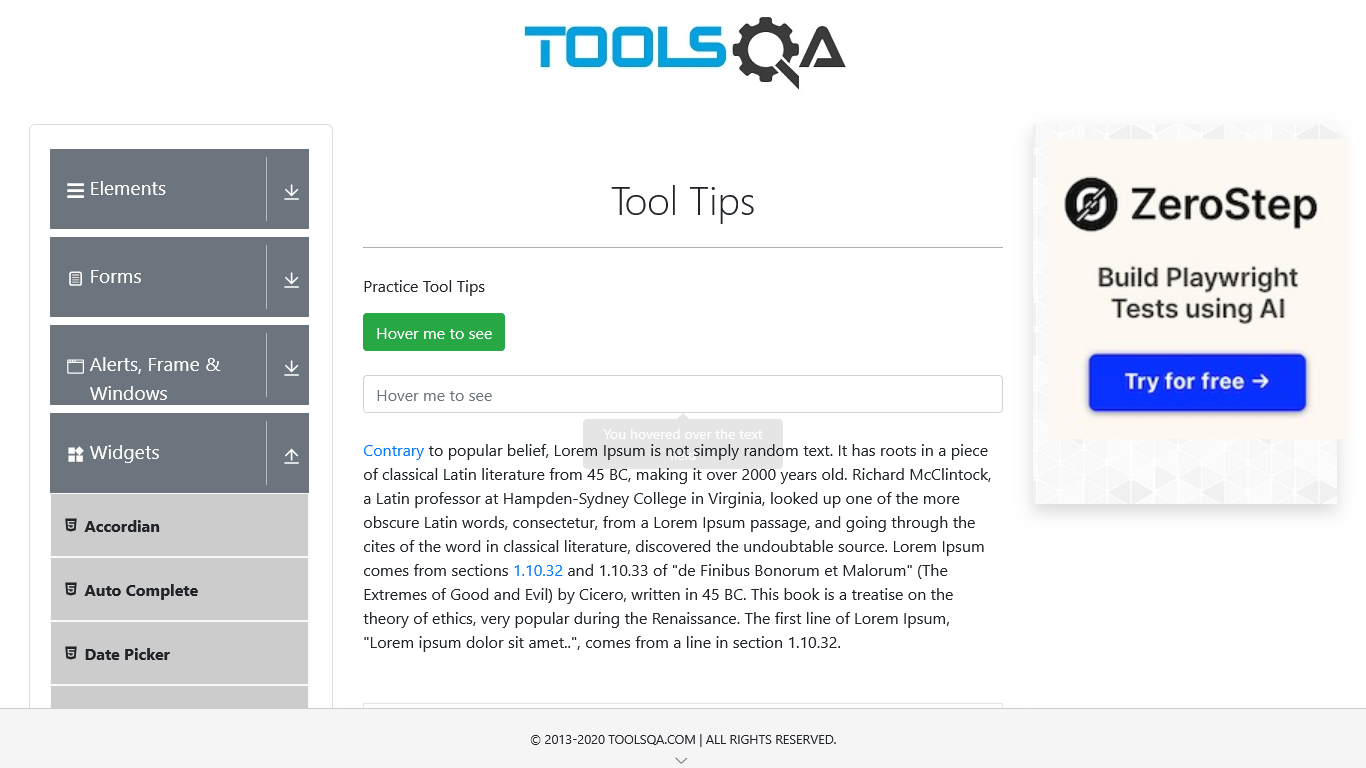 TOOLSQA
Elements
Forms
Alerts, Frame &
Windows
Widgets
Accordian
Auto Complete
Date Picker
Tool Tips
Practice Tool Tips
Hover me to see
Hover me to see
You hovered over the text
Contrary to popular belief, Lorem Ipsum is not simply random text. It has roots in a piece
of classical Latin literature from 45 BC, making it over 2000 years old. Richard McClintock,
a Latin professor at Hampden-Sydney College in Virginia, looked up one of the more
obscure Latin words, consectetur, from a Lorem Ipsum passage, and going through the
cites of the word in classical literature, discovered the undoubtable source. Lorem Ipsum
comes from sections 1.10.32 and 1.10.33 of "de Finibus Bonorum et Malorum" (The
Extremes of Good and Evil) by Cicero, written in 45 BC. This book is a treatise on the
theory of ethics, very popular during the Renaissance. The first line of Lorem Ipsum,
"Lorem ipsum dolor sit amet..", comes from a line in section 1.10.32.
ZeroStep
Build Playwright
Tests using AI
Try for free →
© 2013-2020 TOOLSQA.COM | ALL RIGHTS RESERVED.